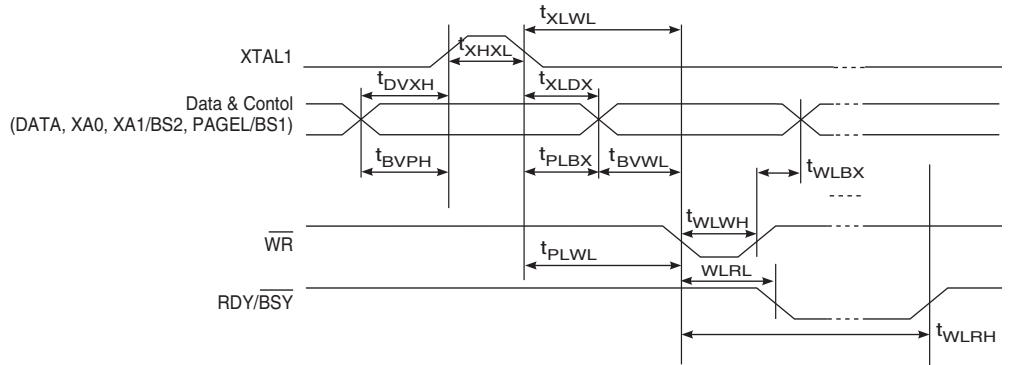 tXLWL
XTAL1
tXHXL
tDVXH
tXLDX
Data & Contol
(DATA, XA0, XA1/BS2, PAGEL/BS1)
tBVPH
tPLBX
tBVWL
tWLBX
tWLWH
WR
tPLWL
WLRL
RDY/BSY
tWLRH